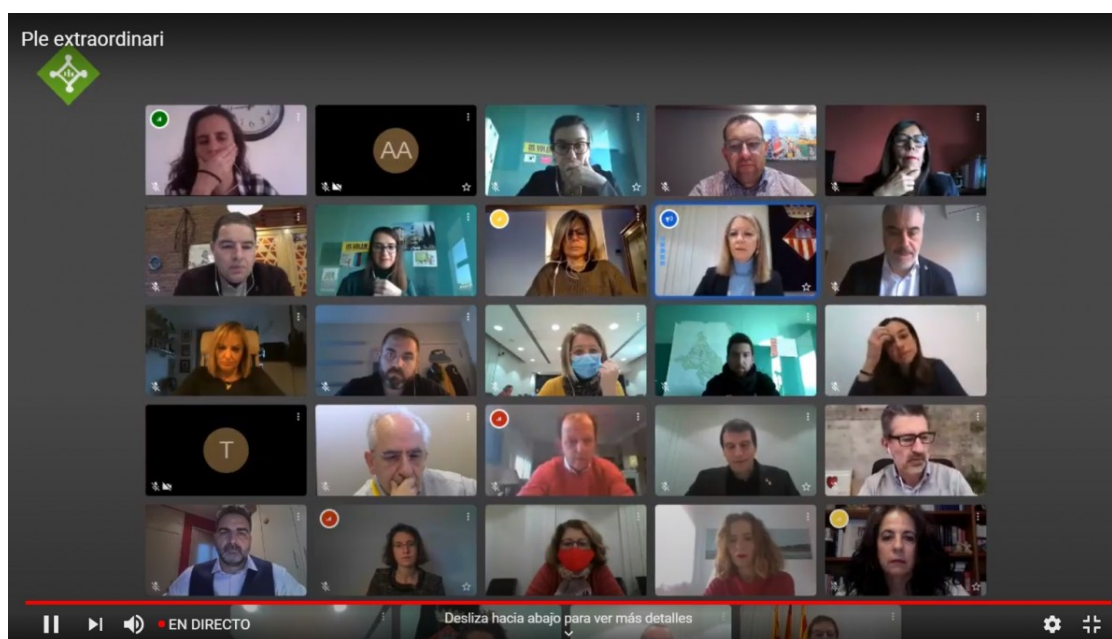 Ple extraordinari
AA
T
EN DIRECTO
Desliza hacia abajo para ver más detalles